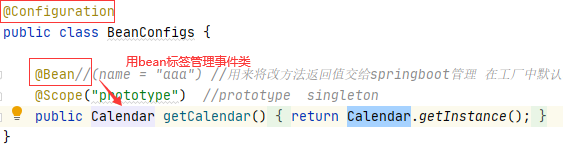 @Configuration
public class BeanConfigs {
用bean标签管理事件类
@Bean//(name = "aaa") //用来将改方法返回值交给springboot管理 在工厂中默认
@Scope("prototype") //prototype singleton
public Calendar getCalendar() { return Calendar.getInstance(); }
}